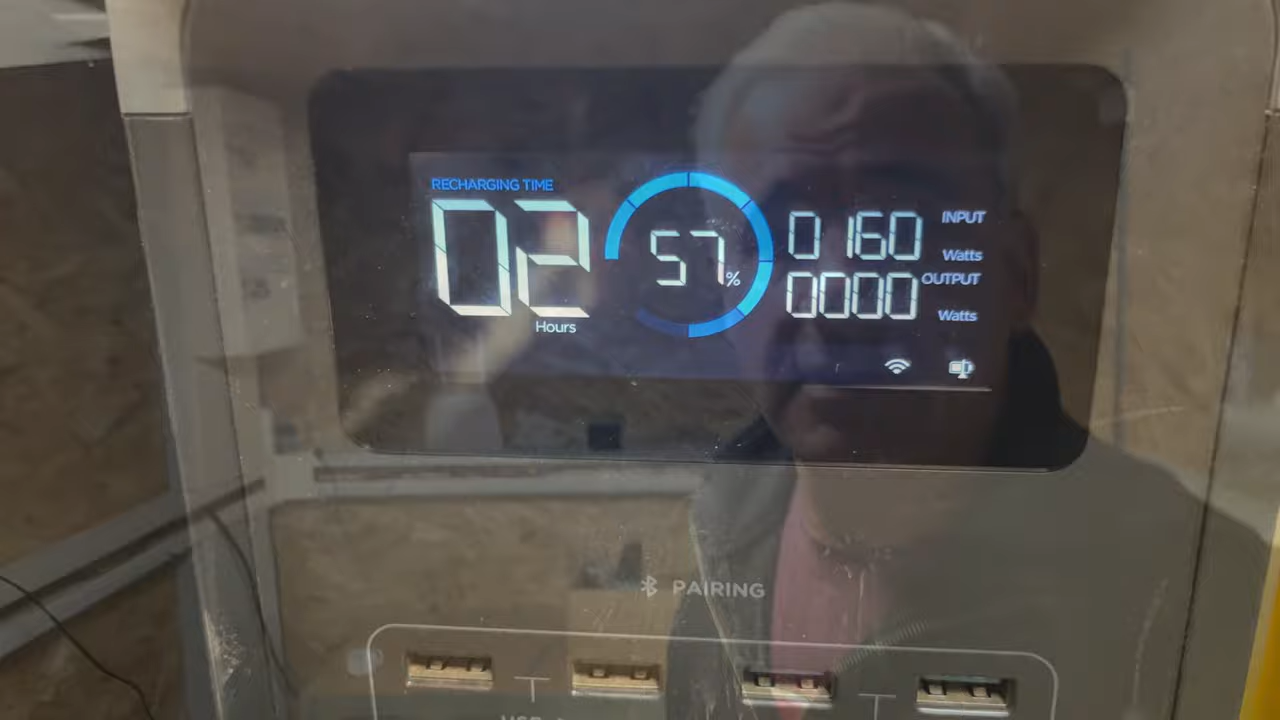 RECHARGING TIME
02
Hours
57%
0160 INPUT
Watts
0000 OUTPUT
Watts
PAIRING